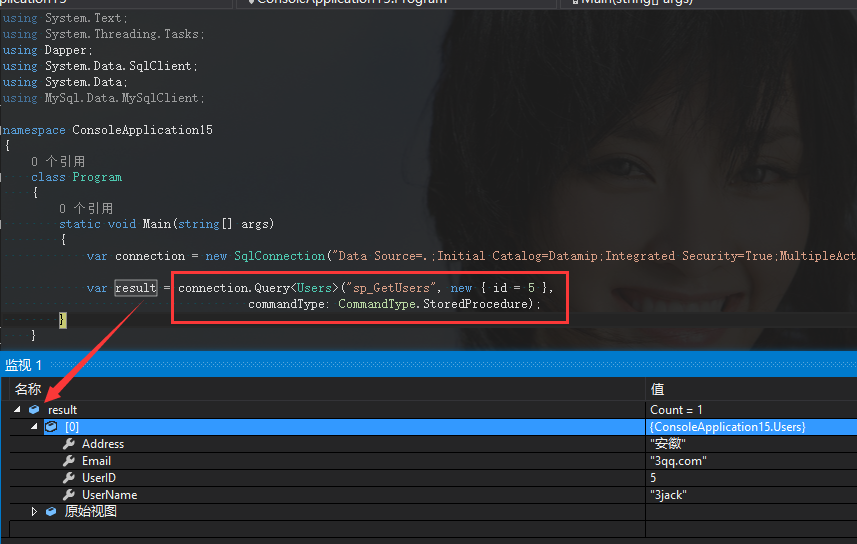 ConsoleApplication15.Program
Main(string[] args)
using System.Text;
using System.Threading.Tasks;
using Dapper;
using System.Data.SqlClient;
using System.Data;
using MySql.Data.MySqlClient;
namespace ConsoleApplication15
{
0 个引用
class Program
{
0 个引用
static void Main(string[] args)
{
var connection = new SqlConnection("Data Source=.;Initial Catalog=Datamip;Integrated Security=True;MultipleAct
var result = connection.Query<Users>("sp_GetUsers", new { id = 5 },
commandType: CommandType.StoredProcedure);
}
}
监视 1
名称 值
result Count = 1
[0] {ConsoleApplication15.Users}
Address "安徽"
Email "3qq.com"
UserID 5
UserName "3jack"
原始视图